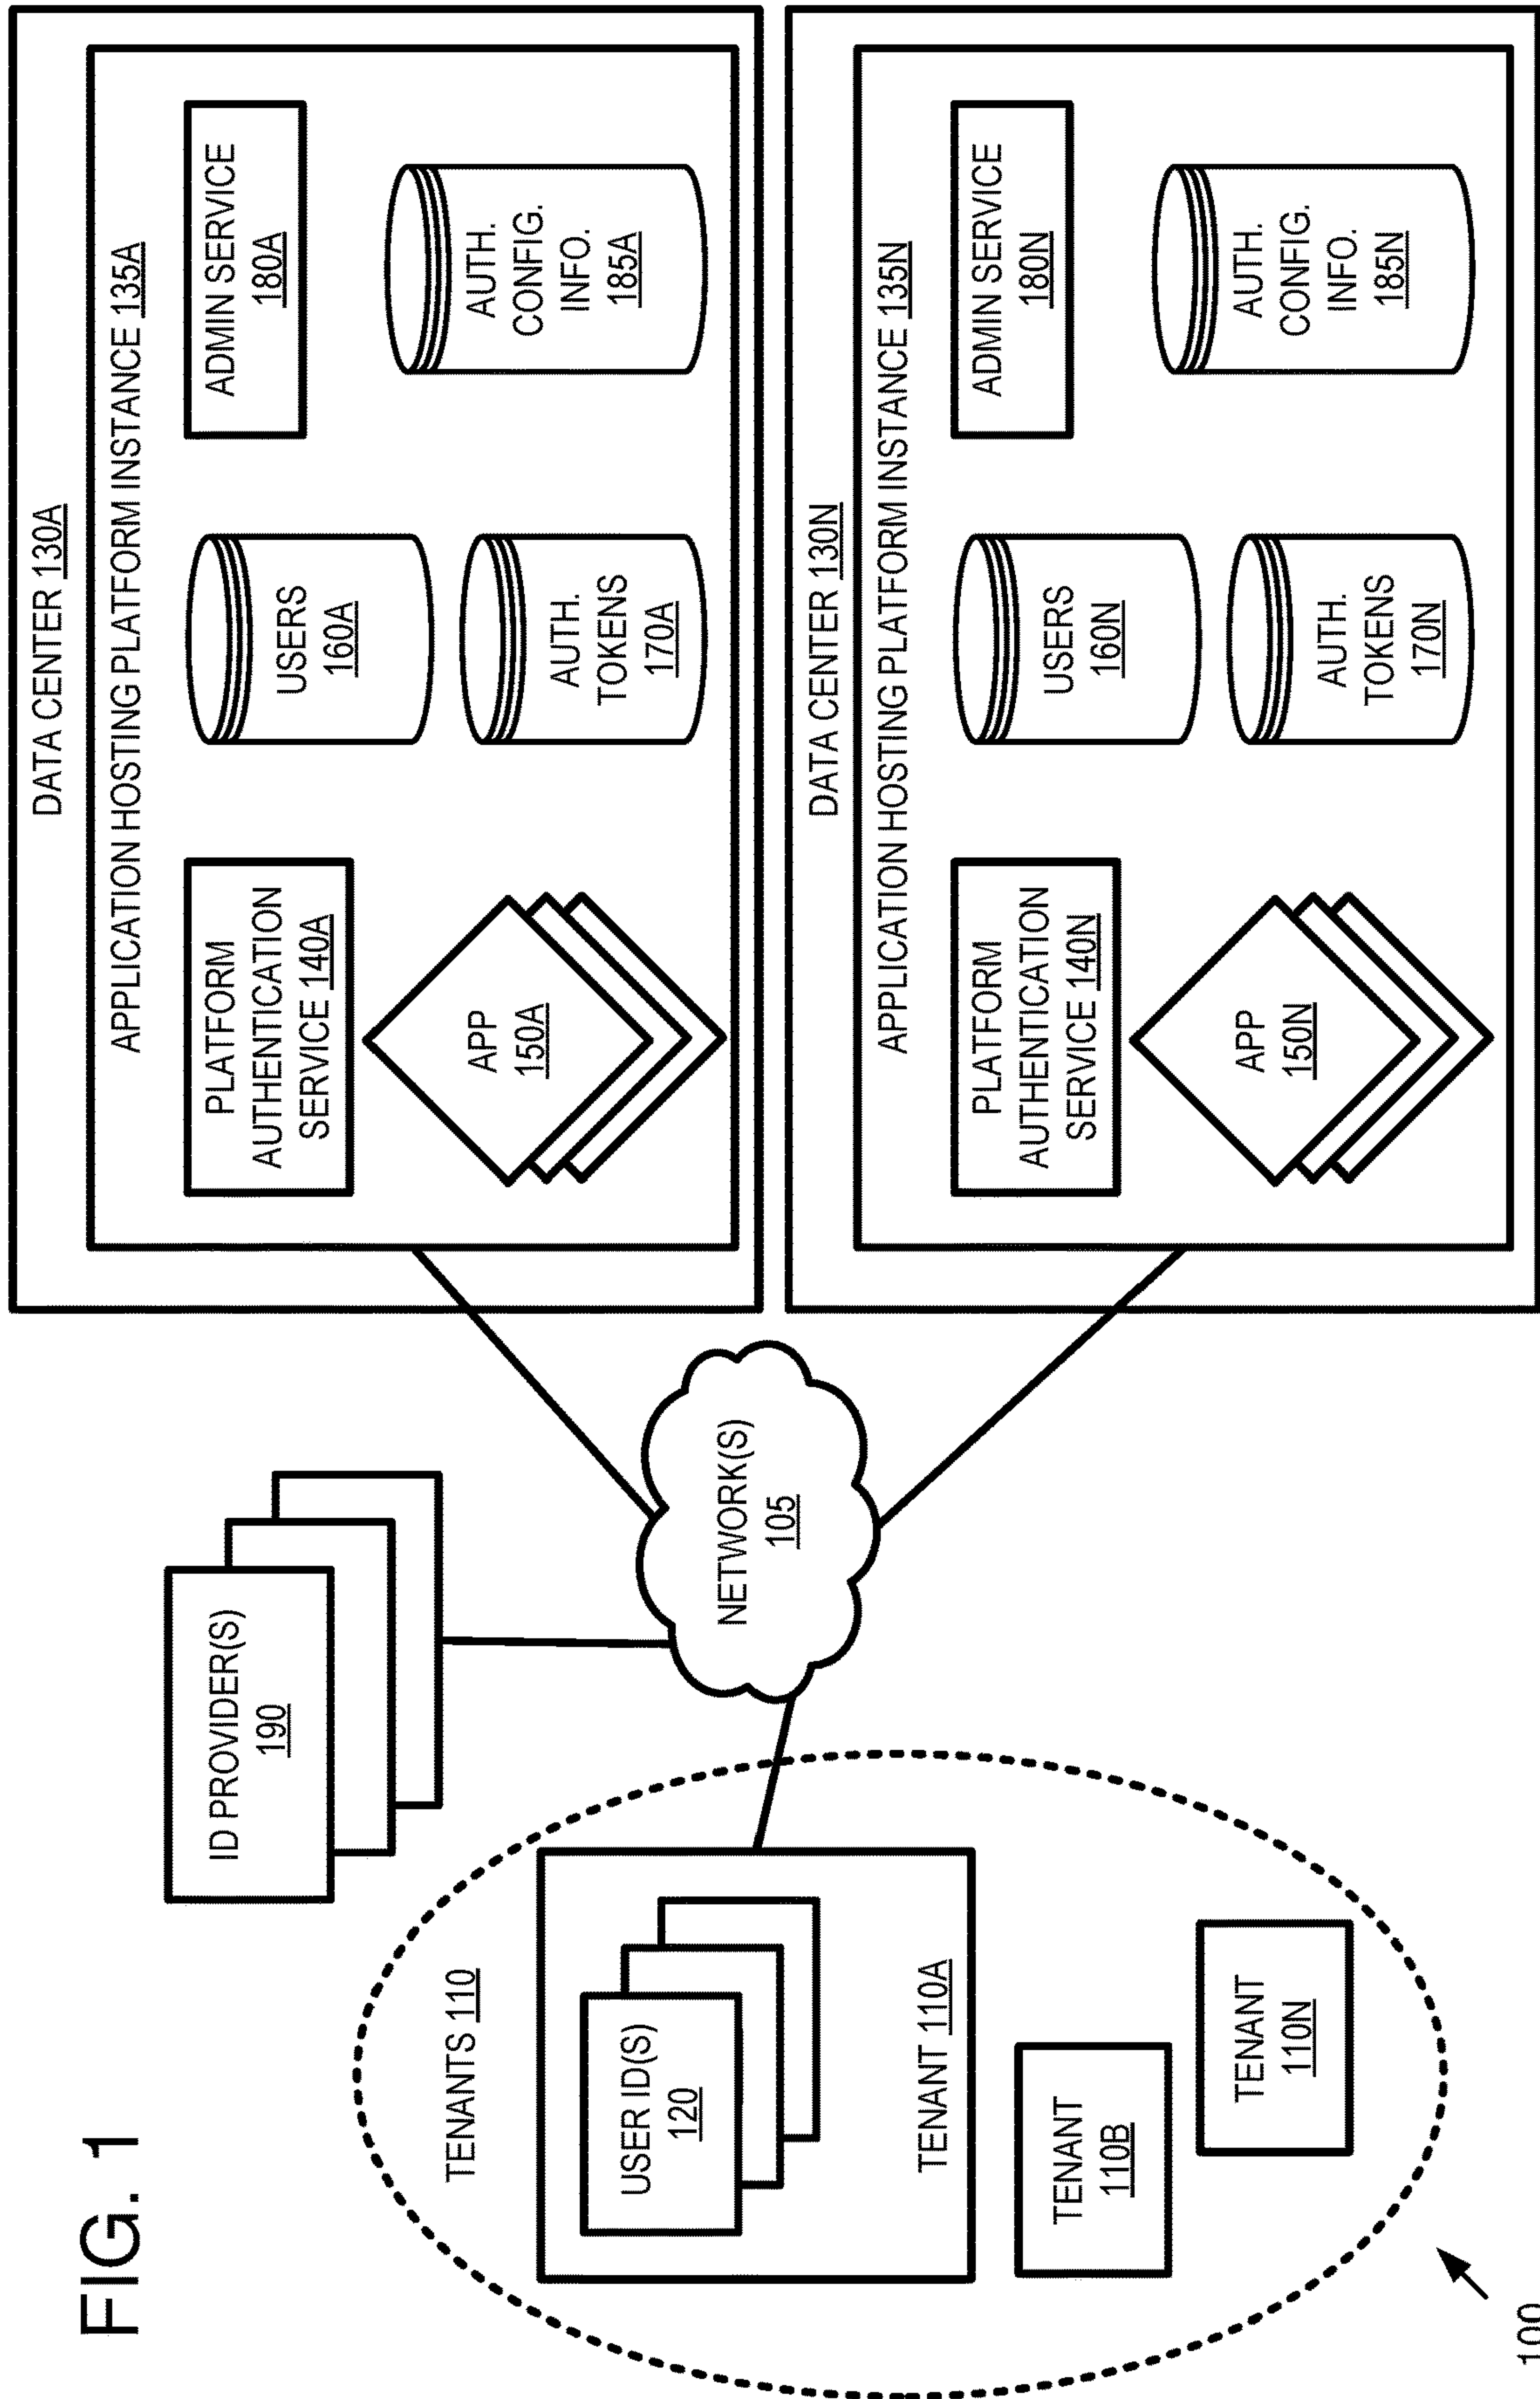 FIG. 1
100
TENANTS 110
USER ID(S)
120
TENANT 110A
TENANT
110B
TENANT
110N
ID PROVIDER(S)
190
NETWORK(S)
105
DATA CENTER 130A
APPLICATION HOSTING PLATFORM INSTANCE 135A
PLATFORM
AUTHENTICATION
SERVICE 140A
APP
150A
USERS
160A
AUTH.
TOKENS
170A
ADMIN SERVICE
180A
AUTH.
CONFIG.
INFO.
185A
DATA CENTER 130N
APPLICATION HOSTING PLATFORM INSTANCE 135N
PLATFORM
AUTHENTICATION
SERVICE 140N
APP
150N
USERS
160N
AUTH.
TOKENS
170N
ADMIN SERVICE
180N
AUTH.
CONFIG.
INFO.
185N